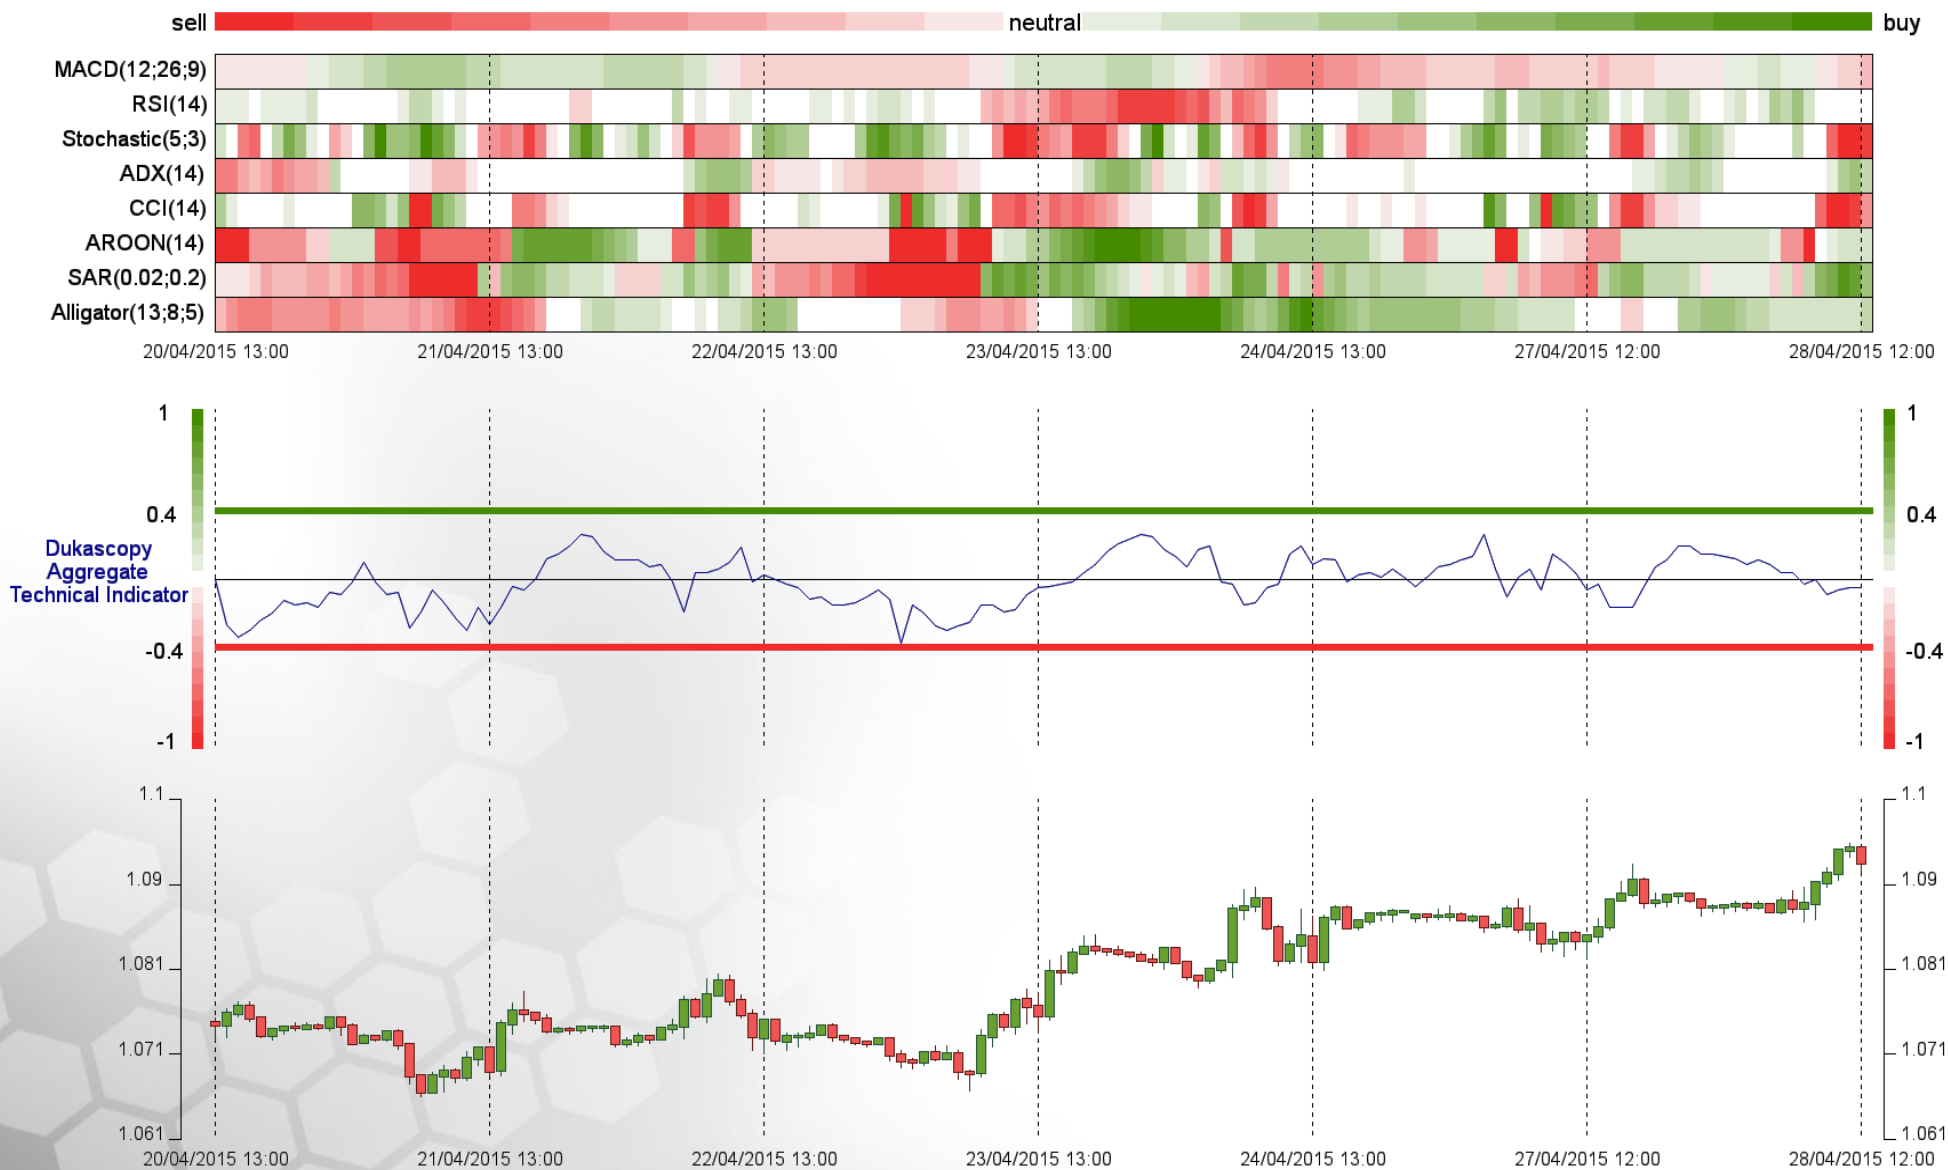 sell neutral buy
MACD(12;26;9)
RSI(14)
Stochastic(5;3)
ADX(14)
CCI(14)
AROON(14)
SAR(0.02;0.2)
Alligator(13;8;5)
20/04/2015 13:00 21/04/2015 13:00 22/04/2015 13:00 23/04/2015 13:00 24/04/2015 13:00 27/04/2015 12:00 28/04/2015 12:00
1 1
0.4 0.4
Dukascopy
Aggregate
Technical Indicator
-0.4 -0.4
-1 -1
1.1 1.1
1.09 1.09
1.081 1.081
1.071 1.071
1.061 1.061
20/04/2015 13:00 21/04/2015 13:00 22/04/2015 13:00 23/04/2015 13:00 24/04/2015 13:00 27/04/2015 12:00 28/04/2015 12:00